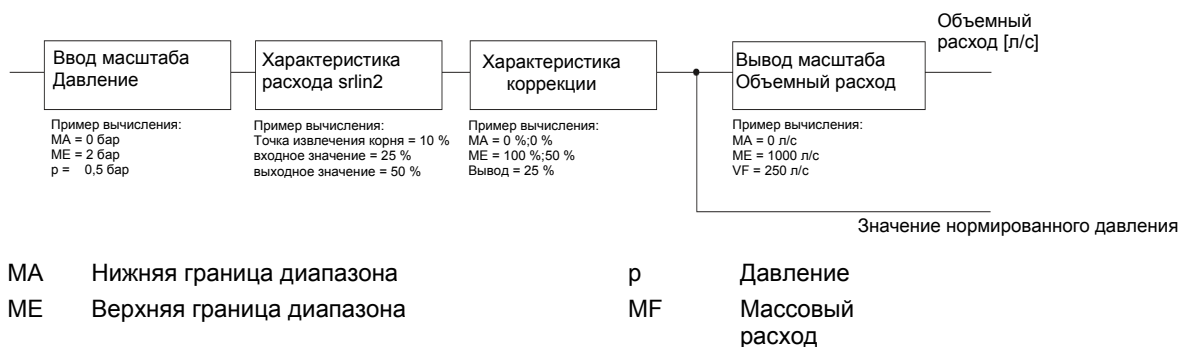 Объемный
расход [л/с]
Ввод масштаба
Давление
Характеристика
расхода srlin2
Характеристика
коррекции
Вывод масштаба
Объемный расход
Пример вычисления:
MA = 0 бар
ME = 2 бар
p = 0,5 бар
Пример вычисления:
Точка извлечения корня = 10 %
входное значение = 25 %
выходное значение = 50 %
Пример вычисления:
MA = 0 %;0 %
ME = 100 %;50 %
Вывод = 25 %
Пример вычисления:
MA = 0 л/с
ME = 1000 л/с
VF = 250 л/с
Значение нормированного давления
MA Нижняя граница диапазона
p Давление
ME Верхняя граница диапазона
MF Массовый
расход